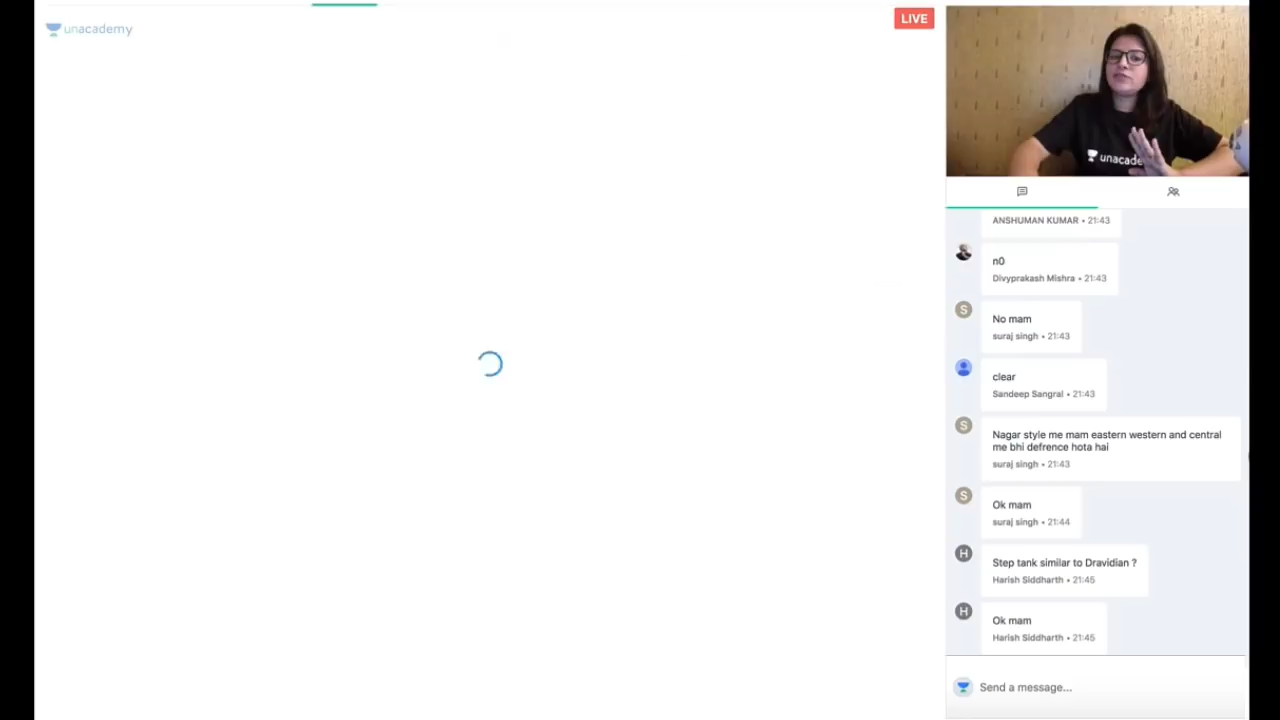 unacademy
LIVE
unacade
ANSHUMAN KUMAR • 21:43
n0
Divyprakash Mishra • 21:43
S
No mam
suraj singh • 21:43
clear
Sandeep Sangral • 21:43
S
Nagar style me mam eastern western and central
me bhi defrence hota hai
suraj singh • 21:43
S
Ok mam
suraj singh • 21:44
H
Step tank similar to Dravidian ?
Harish Siddharth • 21:45
H
Ok mam
Harish Siddharth • 21:45
Send a message...